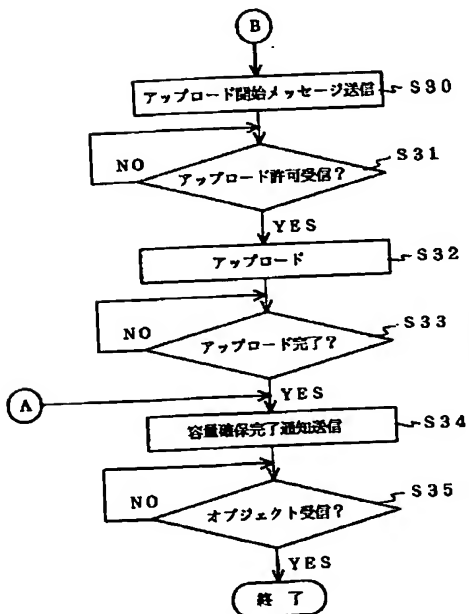 B
アップロード開始メッセージ送信
S30
NO
アップロード許可受信?
S31
YES
アップロード
S32
NO
アップロード完了?
S33
A
YES
容量確保完了通知送信
S34
NO
オブジェクト受信?
S35
YES
終了